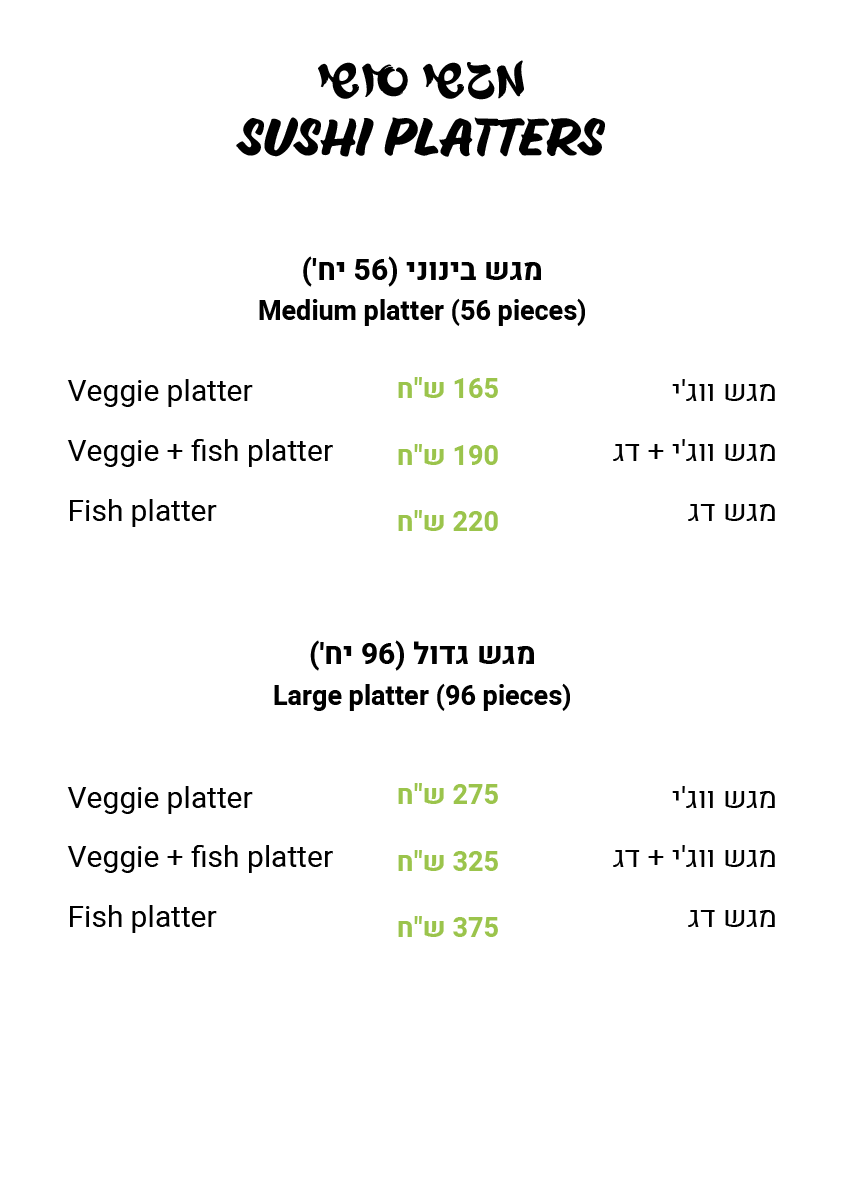 מגשי סושי
SUSHI PLATTERS
מגש בינוני (56 יח')
Medium platter (56 pieces)
Veggie platter 165 ש"ח מגש ווג'י
Veggie + fish platter 190 ש"ח מגש ווג'י + דג
Fish platter 220 ש"ח מגש דג
מגש גדול (96 יח')
Large platter (96 pieces)
Veggie platter 275 ש"ח מגש ווג'י
Veggie + fish platter 325 ש"ח מגש ווג'י + דג
Fish platter 375 ש"ח מגש דג